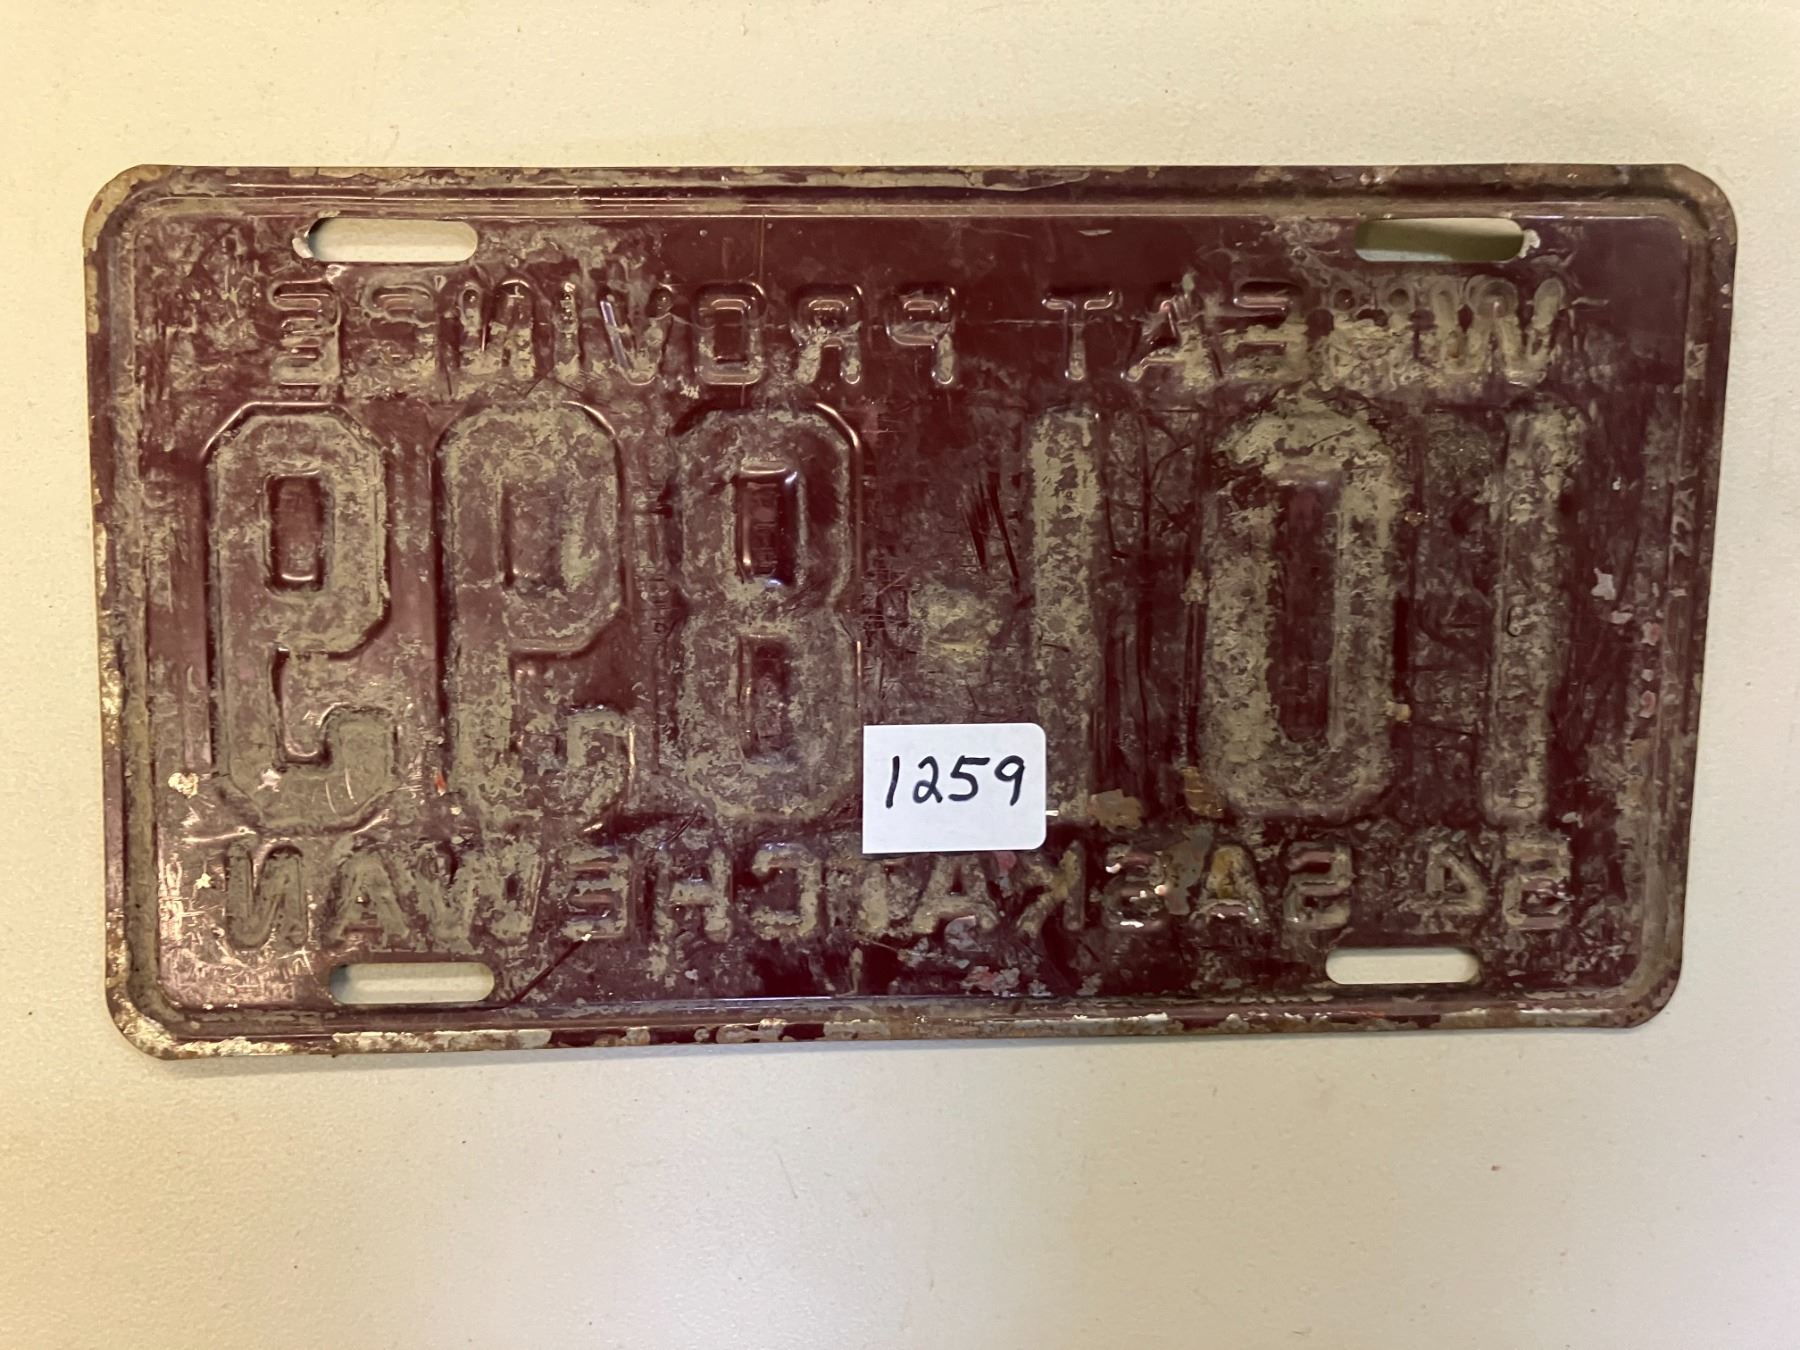 WHEAT PROVINCE
101-899
54 SASKATCHEWAN
1259